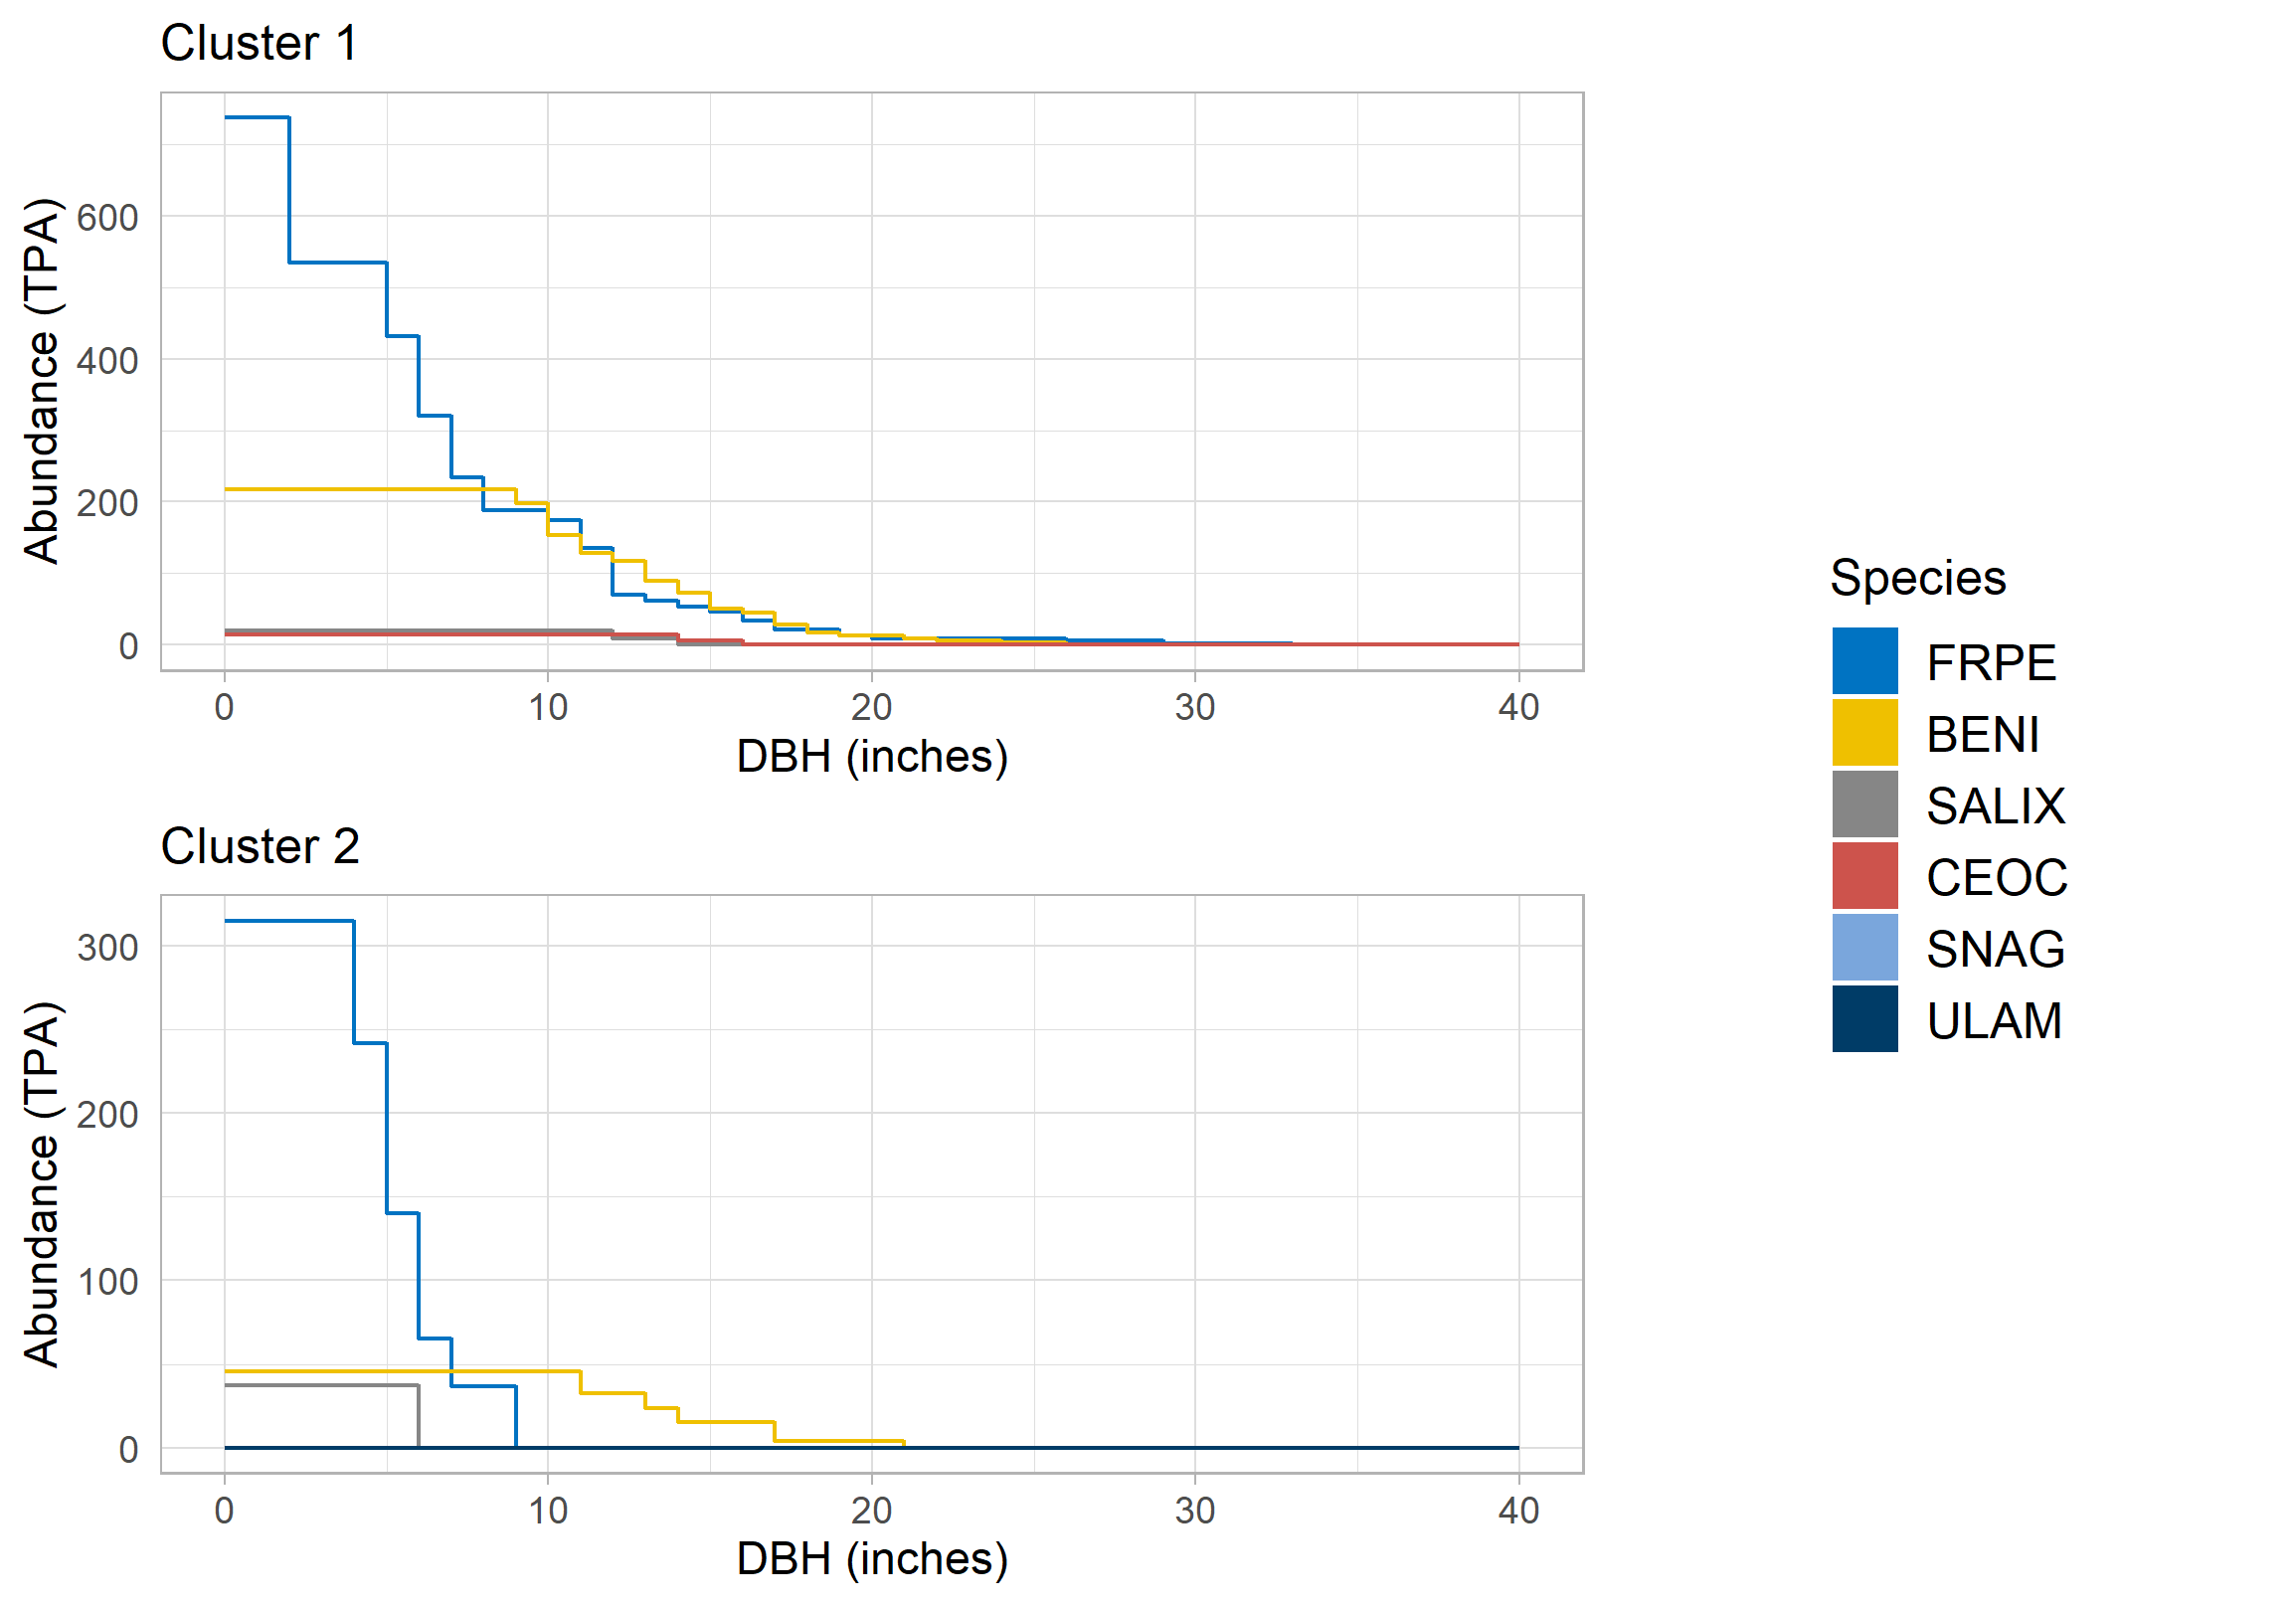 Cluster 1
Abundance (TPA)
600
400
200
0
0 10 20 30 40
DBH (inches)
Cluster 2
Abundance (TPA)
300
200
100
0
0 10 20 30 40
DBH (inches)
Species
FRPE
BENI
SALIX
CEOC
SNAG
ULAM